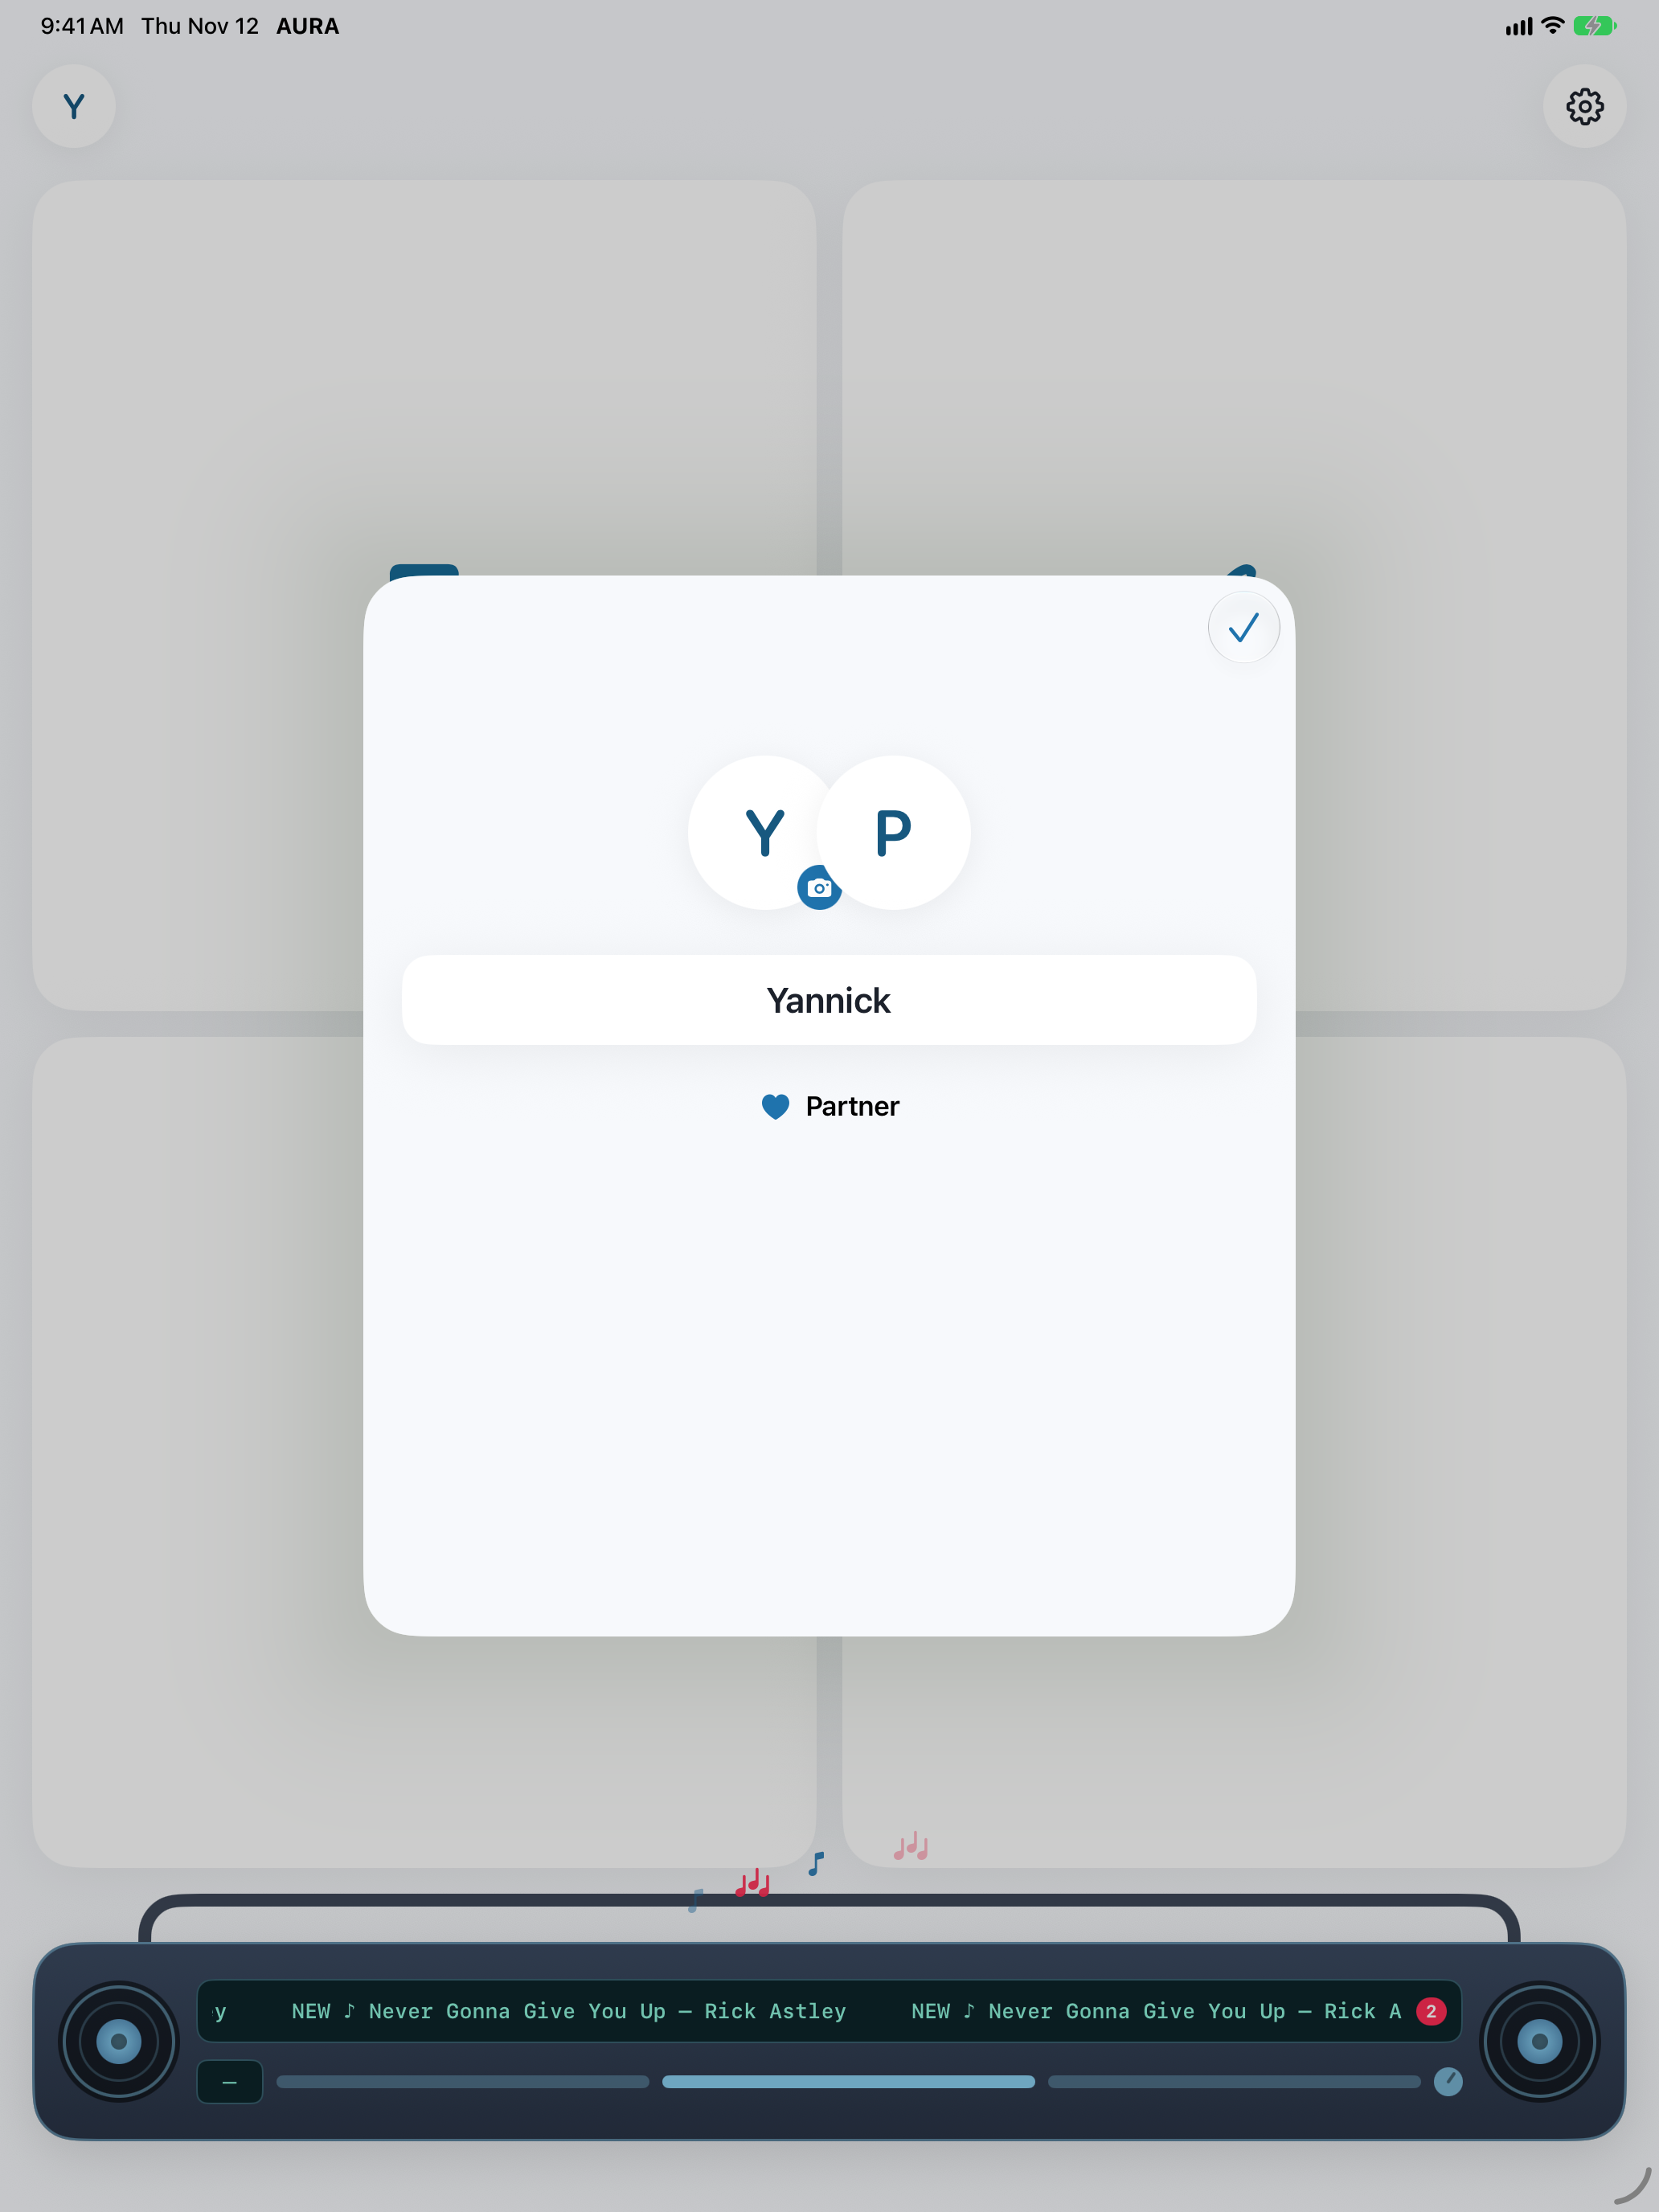 9:41 AM Thu Nov 12 AURA
Y
Y P
Yannick
Partner
y NEW ♪ Never Gonna Give You Up — Rick Astley NEW ♪ Never Gonna Give You Up — Rick A 2
—